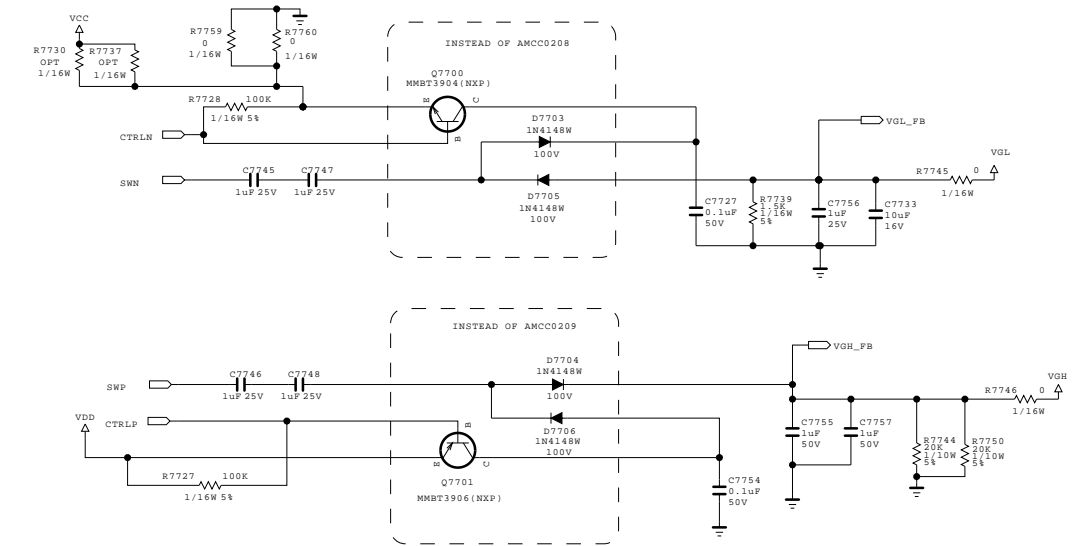 VCC
R7730
OPT
1/16W
R7737
OPT
1/16W
R7759
0
1/16W
R7760
0
1/16W
INSTEAD OF AMCC0208
Q7700
MMBT3904(NXP)
E
C
B
R7728
100K
1/16W 5%
CTRLN
SWN
C7745
1uF 25V
C7747
1uF 25V
D7703
1N4148W
100V
D7705
1N4148W
100V
VGL_FB
VGL
R7745
0
1/16W
C7727
0.1uF
50V
R7739
1.5K
1/16W
5%
C7756
1uF
25V
C7733
10uF
16V
INSTEAD OF AMCC0209
SWP
C7746
1uF 25V
C7748
1uF 25V
D7704
1N4148W
100V
D7706
1N4148W
100V
VDD
CTRLP
R7727
100K
1/16W 5%
B
E
C
Q7701
MMBT3906(NXP)
C7754
0.1uF
50V
VGH_FB
VGH
R7746
0
1/16W
C7755
1uF
50V
C7757
1uF
50V
R7744
20K
1/10W
5%
R7750
20K
1/10W
5%